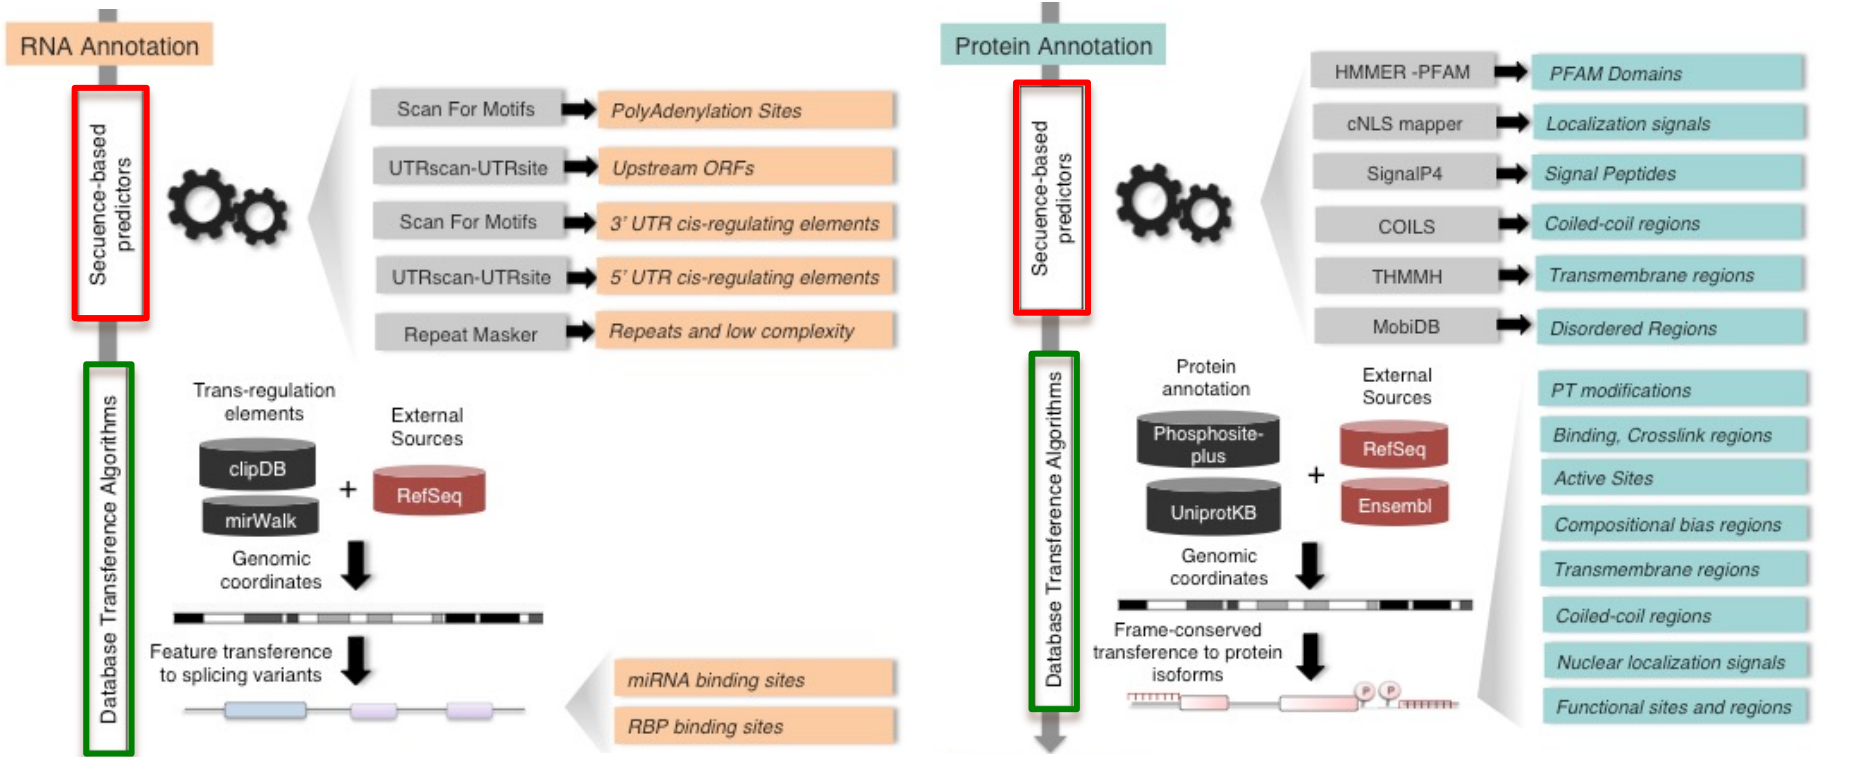 RNA Annotation
Secuence-based
predictors
Scan For Motifs
PolyAdenylation Sites
UTRscan-UTRsite
Upstream ORFs
Scan For Motifs
3' UTR cis-regulating elements
UTRscan-UTRsite
5' UTR cis-regulating elements
Repeat Masker
Repeats and low complexity
Database Transference Algorithms
Trans-regulation
elements
clipDB
mirWalk
+
External
Sources
RefSeq
Genomic
coordinates
Feature transference
to splicing variants
miRNA binding sites
RBP binding sites
Protein Annotation
Secuence-based
predictors
HMMER -PFAM
PFAM Domains
cNLS mapper
Localization signals
SignalP4
Signal Peptides
COILS
Coiled-coil regions
THMMH
Transmembrane regions
MobiDB
Disordered Regions
Database Transference Algorithms
Protein
annotation
Phosphosite-
plus
UniprotKB
+
External
Sources
RefSeq
Ensembl
Genomic
coordinates
Frame-conserved
transference to protein
isoforms
P P
PT modifications
Binding, Crosslink regions
Active Sites
Compositional bias regions
Transmembrane regions
Coiled-coil regions
Nuclear localization signals
Functional sites and regions